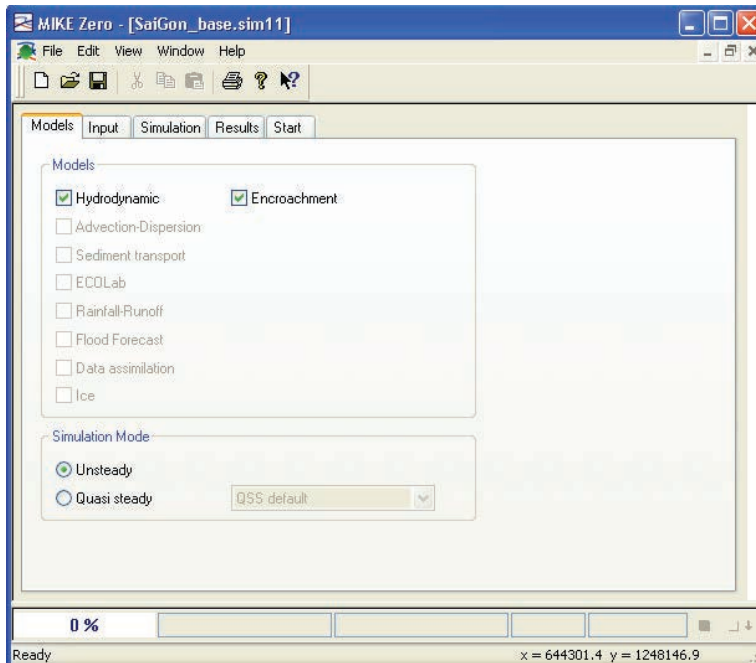 MIKE Zero - [SaiGon_base.sim11]
File Edit View Window Help
Models Input Simulation Results Start
Models
Hydrodynamic Encroachment
Advection-Dispersion
Sediment transport
ECOLab
Rainfall-Runoff
Flood Forecast
Data assimilation
Ice
Simulation Mode
Unsteady
Quasi steady QSS default
0 %
Ready x = 644301.4 y = 1248146.9